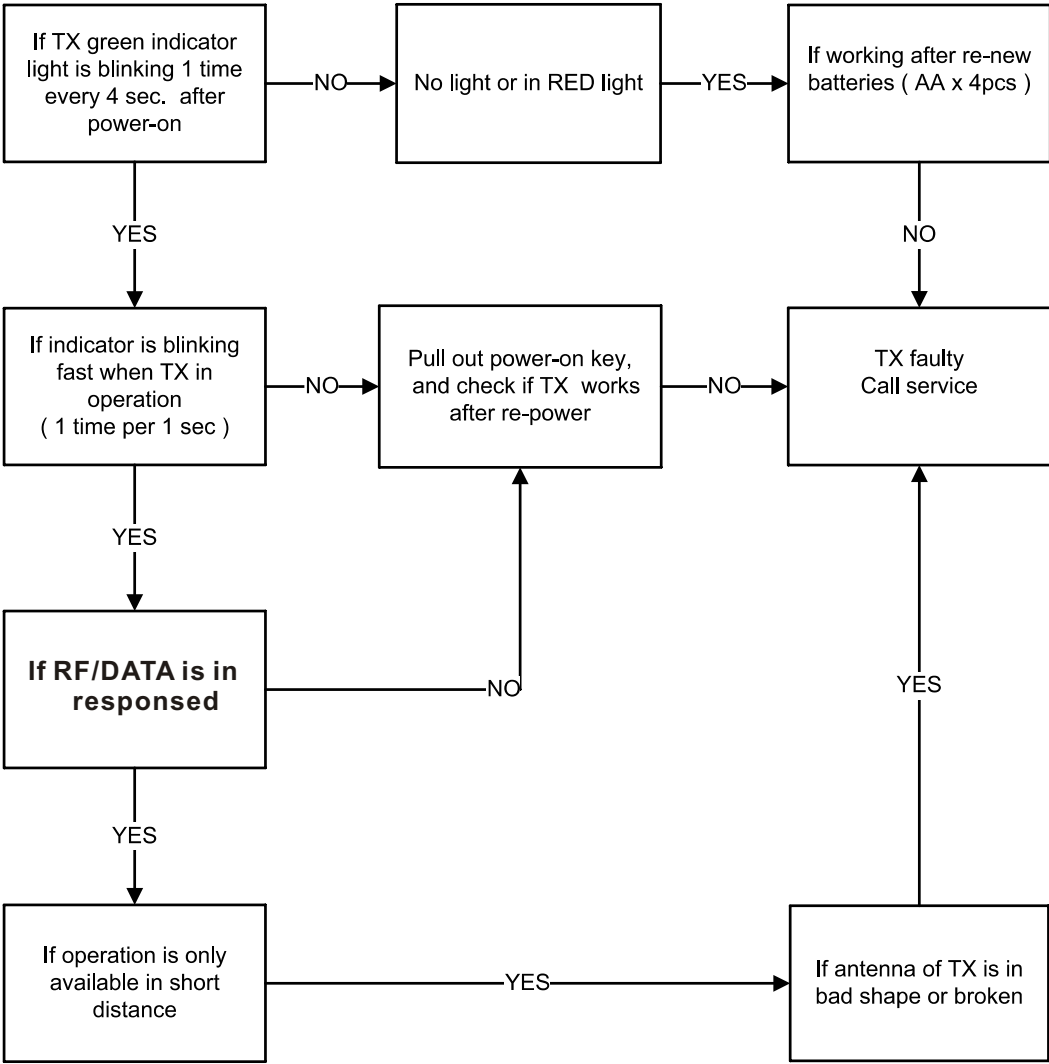 If TX green indicator
light is blinking 1 time
every 4 sec. after
power-on
NO
No light or in RED light
YES
If working after re-new
batteries ( AA x 4pcs )
YES
NO
If indicator is blinking
fast when TX in
operation
( 1 time per 1 sec )
NO
Pull out power-on key,
and check if TX works
after re-power
NO
TX faulty
Call service
YES
If RF/DATA is in
responsed
NO
YES
YES
If operation is only
available in short
distance
YES
If antenna of TX is in
bad shape or broken